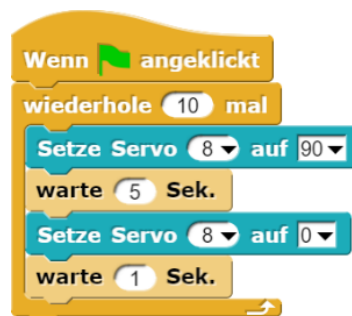 Wenn angeklickt
wiederhole 10 mal
Setze Servo 8 auf 90
warte 5 Sek.
Setze Servo 8 auf 0
warte 1 Sek.